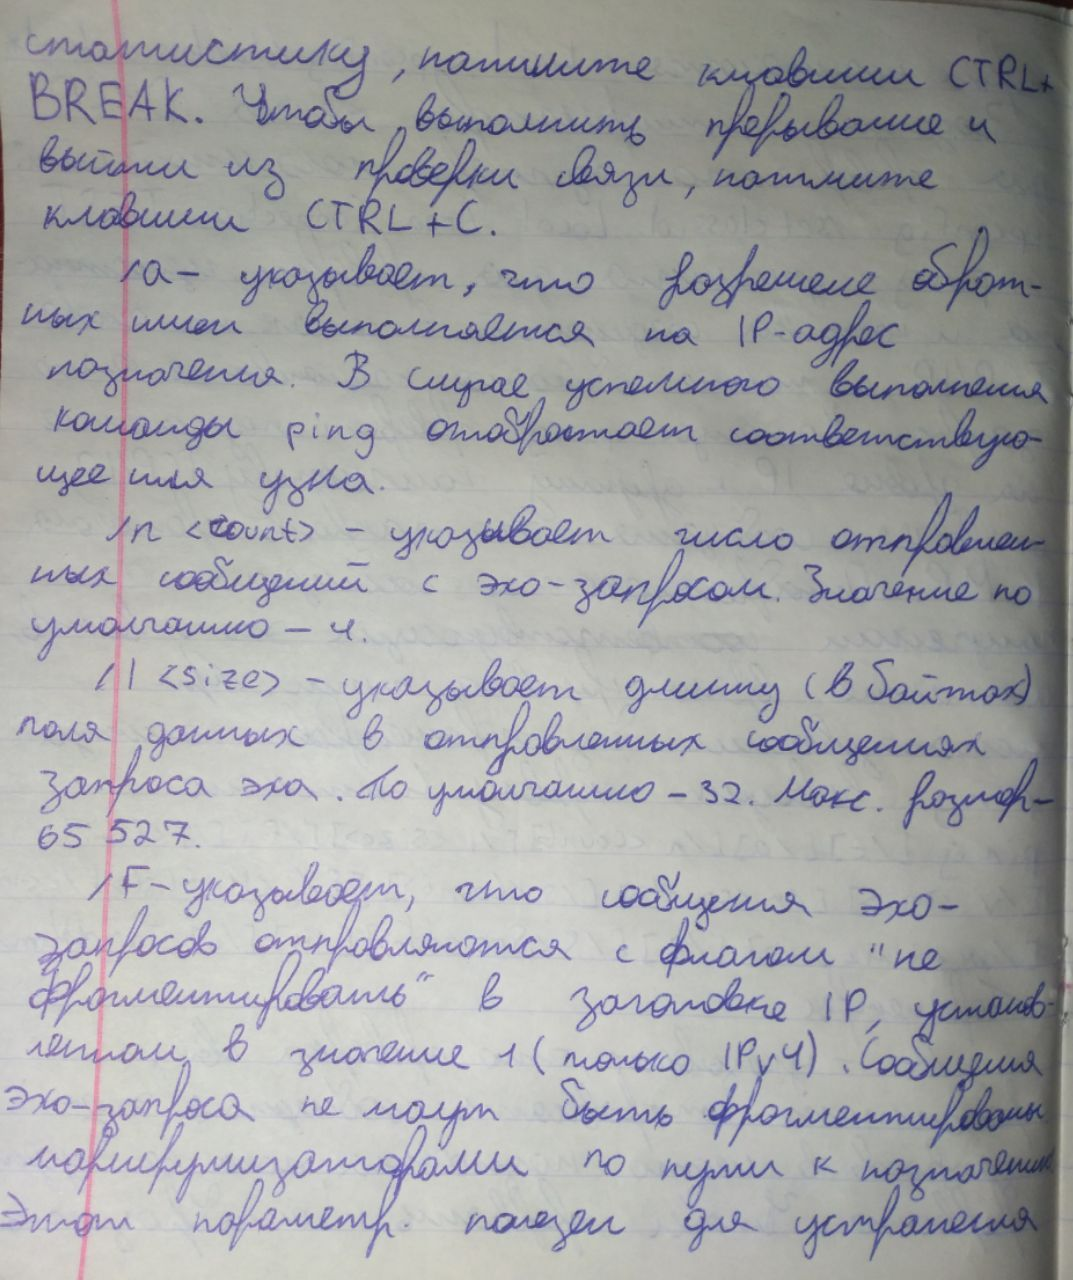 статистику, нажмите клавиши CTRL+
BREAK. Чтобы выполнить прерывание и
выйти из проверки связи, нажмите
клавиши CTRL+C.
/a – указывает, что разрешение обрат-
ных имен выполняется на IP-адрес
назначения. В случае успешного выполнения
команды ping отображает соответствую-
щее имя узла.
/n <count> – указывает число отправлен-
ных сообщений с эхо-запросом. Значение по
умолчанию – 4.
/l <size> – указывает длину (в байтах)
поля данных в отправленных сообщениях
запроса эха. По умолчанию – 32. Макс. размер –
65 527.
/F – указывает, что сообщения эхо-
запросов отправляются с флагом "не
фрагментировать" в заголовке IP, установ-
ленном в значение 1 (только IPv4). Сообщения
эхо-запроса не могут быть фрагментированы
маршрутизаторами по пути к назначению.
Этот параметр полезен для устранения